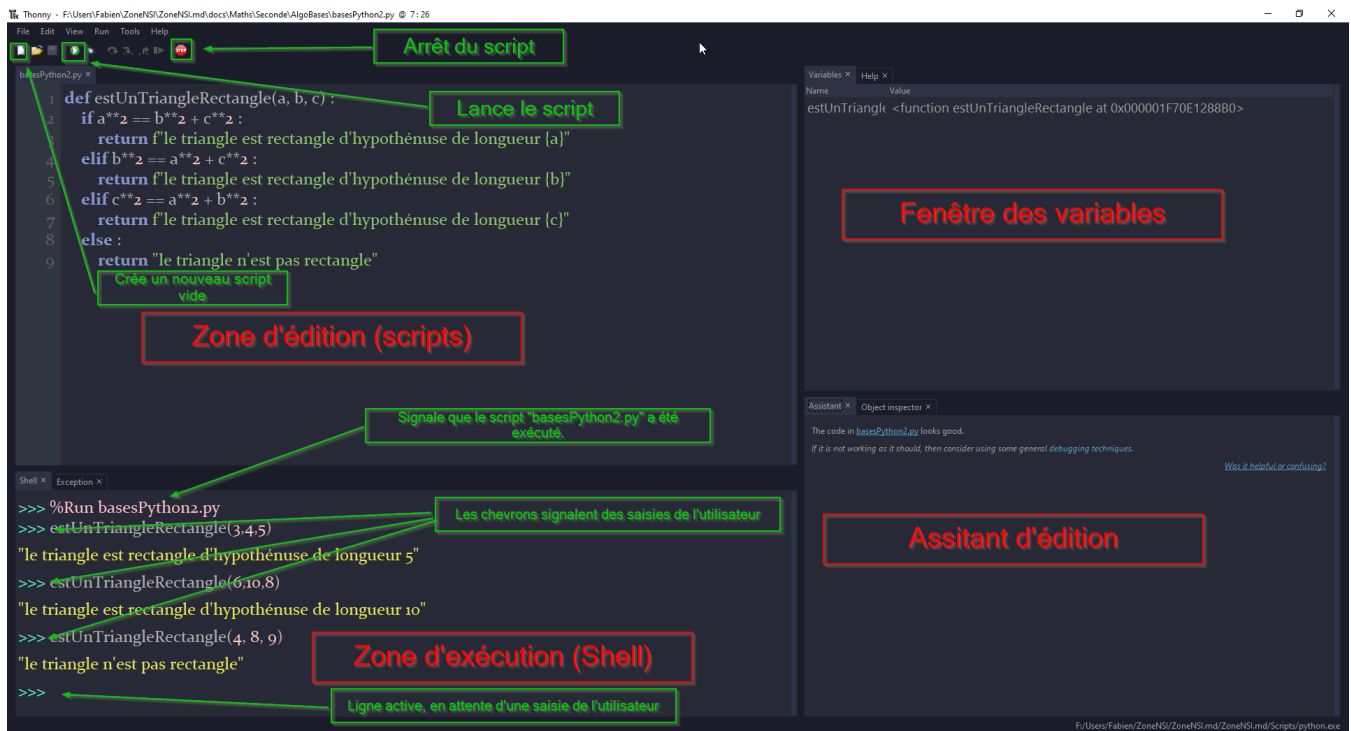 Thonny - F:\Users\Fabien\ZoneNSI\ZoneNSI.md\docs\Maths\Seconde\AlgoBases\basesPython2.py @ 7 : 26
File Edit View Run Tools Help
STOP
Arrêt du script
basesPython2.py ×
Lance le script
1 def estUnTriangleRectangle(a, b, c) :
2 if a**2 == b**2 + c**2 :
3 return f"le triangle est rectangle d'hypothénuse de longueur {a}"
4 elif b**2 == a**2 + c**2 :
5 return f"le triangle est rectangle d'hypothénuse de longueur {b}"
6 elif c**2 == a**2 + b**2 :
7 return f"le triangle est rectangle d'hypothénuse de longueur {c}"
8 else :
9 return "le triangle n'est pas rectangle"
Crée un nouveau script
vide
Zone d'édition (scripts)
Signale que le script "basesPython2.py" a été
exécuté.
Variables × Help ×
Name Value
estUnTriangle <function estUnTriangleRectangle at 0x000001F70E1288B0>
Fenêtre des variables
Assistant × Object inspector ×
The code in basesPython2.py looks good.
If it is not working as it should, then consider using some general debugging techniques.
Was it helpful or confusing?
Assitant d'édition
Shell × Exception ×
>>> %Run basesPython2.py
>>> estUnTriangleRectangle(3,4,5)
"le triangle est rectangle d'hypothénuse de longueur 5"
>>> estUnTriangleRectangle(6,10,8)
"le triangle est rectangle d'hypothénuse de longueur 10"
>>> estUnTriangleRectangle(4, 8, 9)
"le triangle n'est pas rectangle"
>>>
Les chevrons signalent des saisies de l'utilisateur
Zone d'exécution (Shell)
Ligne active, en attente d'une saisie de l'utilisateur
F:/Users/Fabien/ZoneNSI/ZoneNSI.md/ZoneNSI.md/Scripts/python.exe